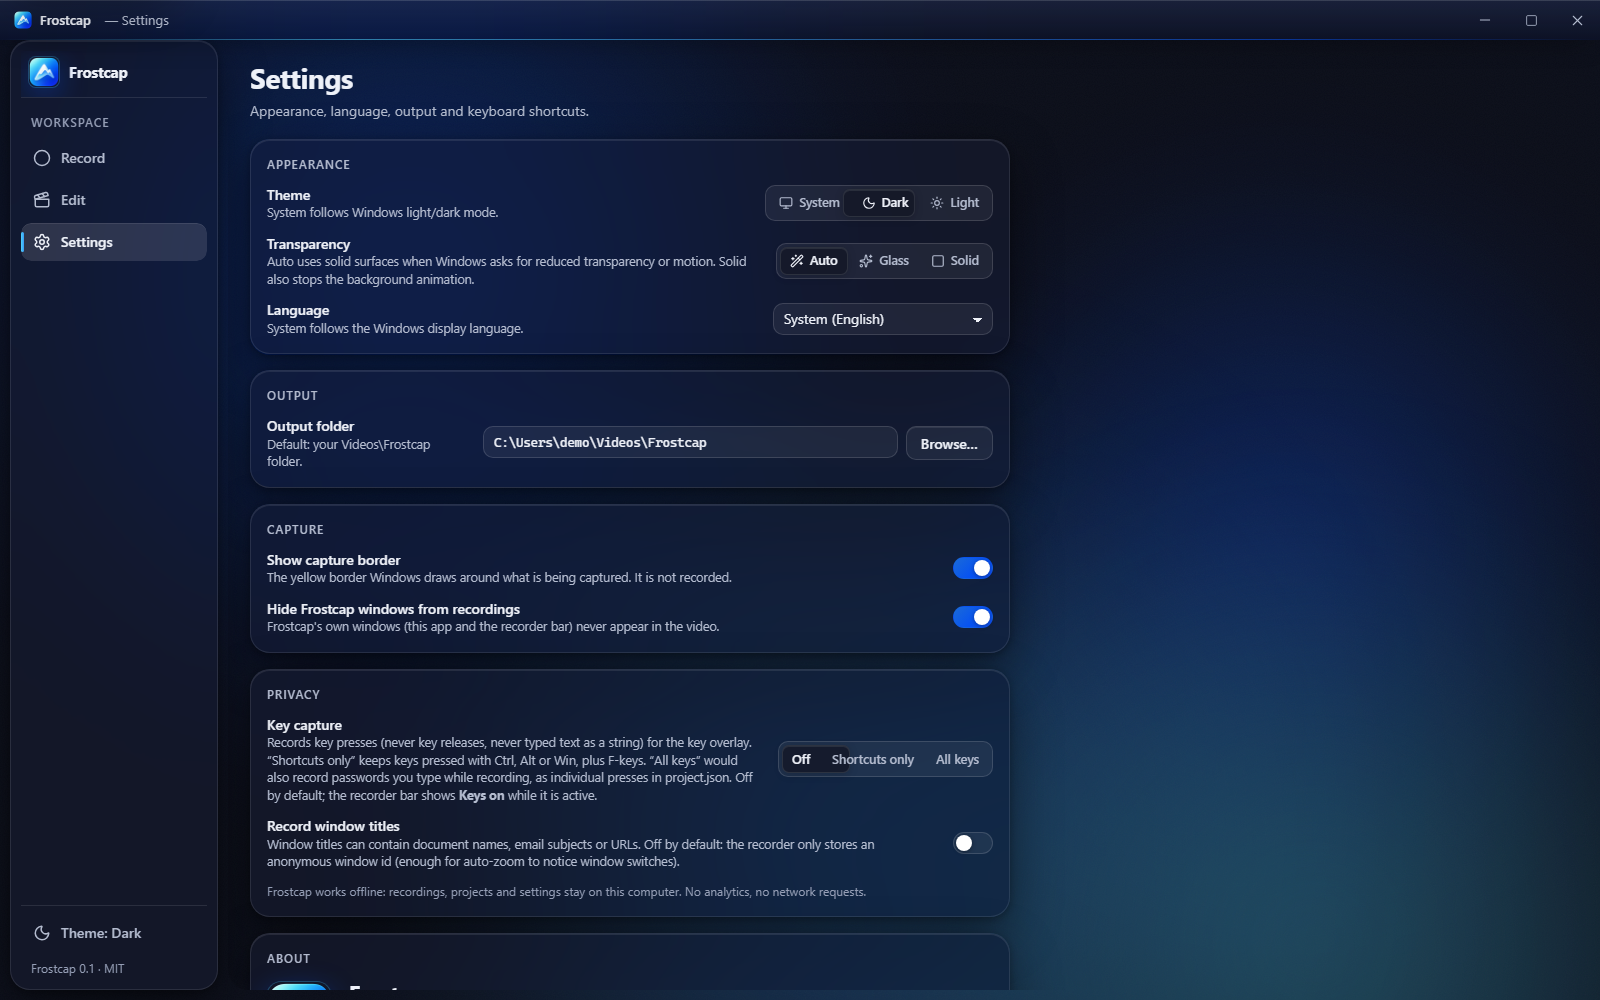 Frostcap — Settings
Frostcap
WORKSPACE
Record
Edit
Settings
Theme: Dark
Frostcap 0.1 · MIT
Settings
Appearance, language, output and keyboard shortcuts.
APPEARANCE
Theme
System follows Windows light/dark mode.
System Dark Light
Transparency
Auto uses solid surfaces when Windows asks for reduced transparency or motion. Solid
also stops the background animation.
Auto Glass Solid
Language
System follows the Windows display language.
System (English)
OUTPUT
Output folder
Default: your Videos\Frostcap
folder.
C:\Users\demo\Videos\Frostcap
Browse...
CAPTURE
Show capture border
The yellow border Windows draws around what is being captured. It is not recorded.
Hide Frostcap windows from recordings
Frostcap's own windows (this app and the recorder bar) never appear in the video.
PRIVACY
Key capture
Records key presses (never key releases, never typed text as a string) for the key overlay.
“Shortcuts only” keeps keys pressed with Ctrl, Alt or Win, plus F-keys. “All keys” would
also record passwords you type while recording, as individual presses in project.json. Off
by default; the recorder bar shows Keys on while it is active.
Off Shortcuts only All keys
Record window titles
Window titles can contain document names, email subjects or URLs. Off by default: the recorder only stores an
anonymous window id (enough for auto-zoom to notice window switches).
Frostcap works offline: recordings, projects and settings stay on this computer. No analytics, no network requests.
ABOUT